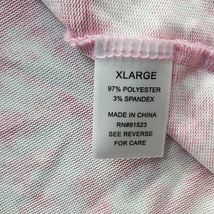 XLARGE
97% POLYESTER
3% SPANDEX
MADE IN CHINA
RN#91523
SEE REVERSE
FOR CARE